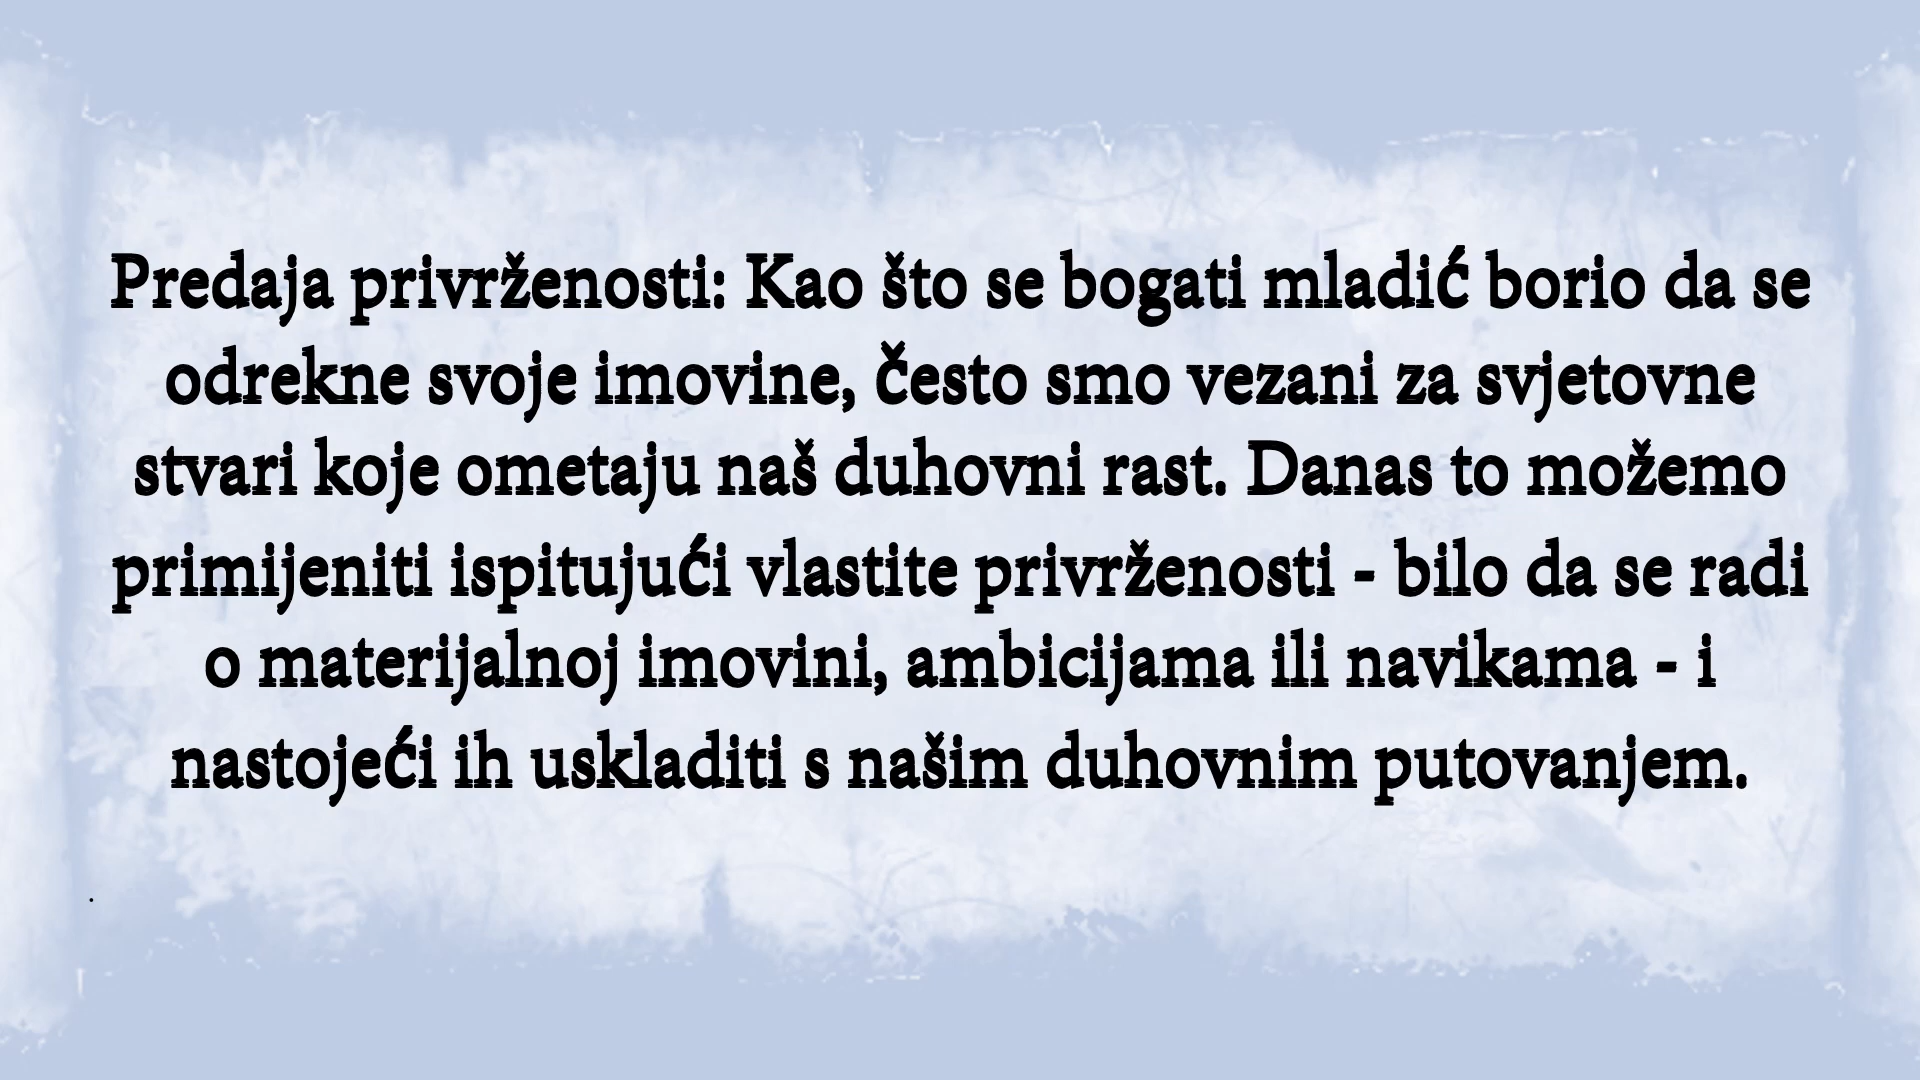 Predaja privrženosti: Kao što se bogati mladić borio da se
odrekne svoje imovine, često smo vezani za svjetovne
stvari koje ometaju naš duhovni rast. Danas to možemo
primijeniti ispitujući vlastite privrženosti - bilo da se radi
o materijalnoj imovini, ambicijama ili navikama - i
nastojeći ih uskladiti s našim duhovnim putovanjem.
.